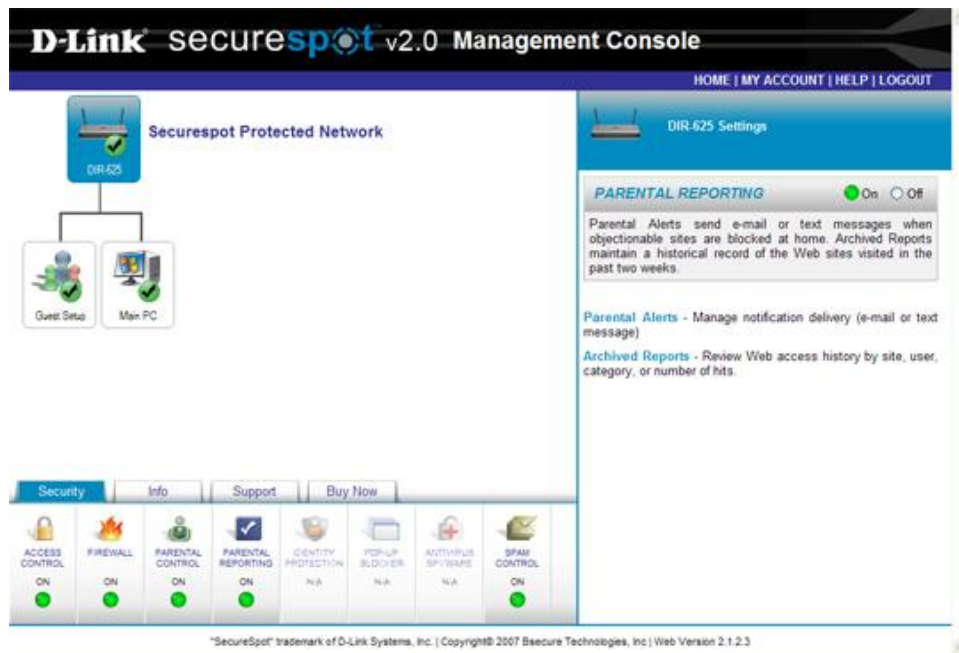 D-Link securespot v2.0 Management Console
HOME | MY ACCOUNT | HELP | LOGOUT
DIR-625
Securespot Protected Network
Guest Setup
Main PC
DIR-625 Settings
PARENTAL REPORTING On Off
Parental Alerts send e-mail or text messages when
objectionable sites are blocked at home. Archived Reports
maintain a historical record of the Web sites visited in the
past two weeks.
Parental Alerts - Manage notification delivery (e-mail or text
message)
Archived Reports - Review Web access history by site, user,
category, or number of hits.
Security Info Support Buy Now
ACCESS CONTROL
ON
FIREWALL
ON
PARENTAL CONTROL
ON
PARENTAL REPORTING
ON
IDENTITY PROTECTION
N/A
POP-UP BLOCKER
N/A
ANTIVIRUS SPYWARE
N/A
SPAM CONTROL
ON
"SecureSpot" trademark of D-Link Systems, Inc. | Copyright© 2007 Bsecure Technologies, Inc | Web Version 2.1.2.3